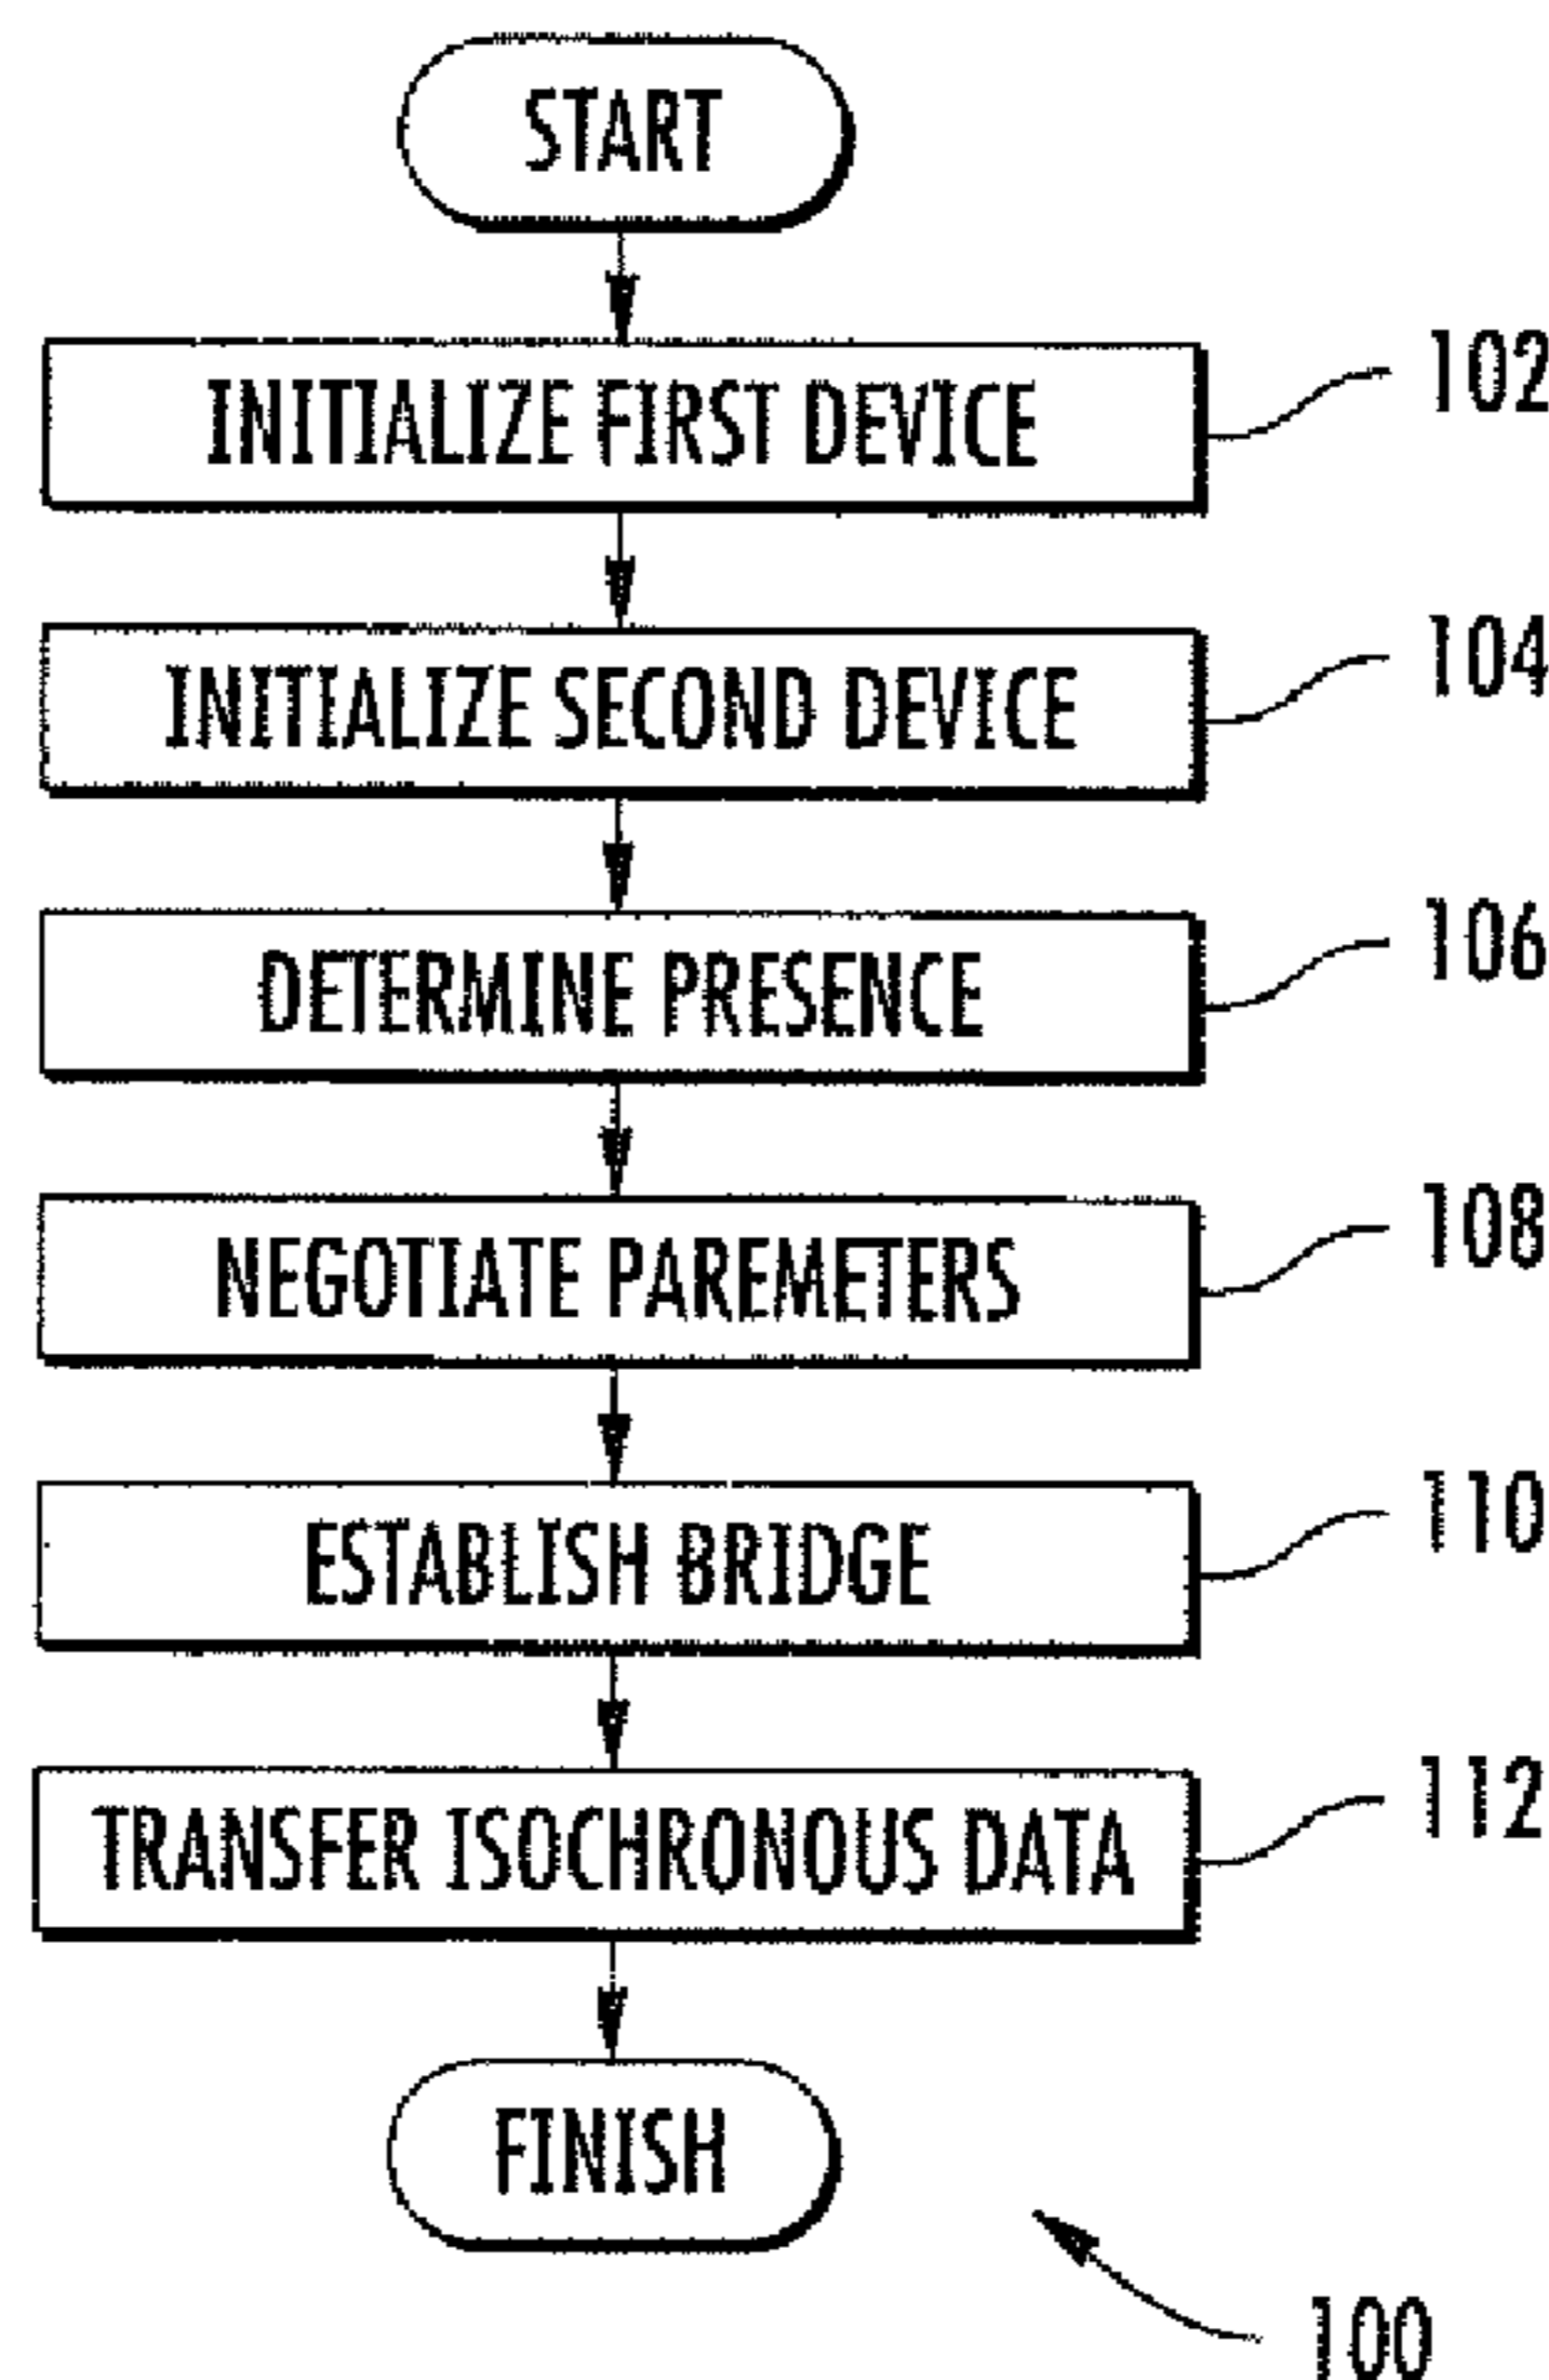 START
INITIALIZE FIRST DEVICE
102
INITIALIZE SECOND DEVICE
104
DETERMINE PRESENCE
106
NEGOTIATE PAREMETERS
108
ESTABLISH BRIDGE
110
TRANSFER ISOCHRONOUS DATA
112
FINISH
100